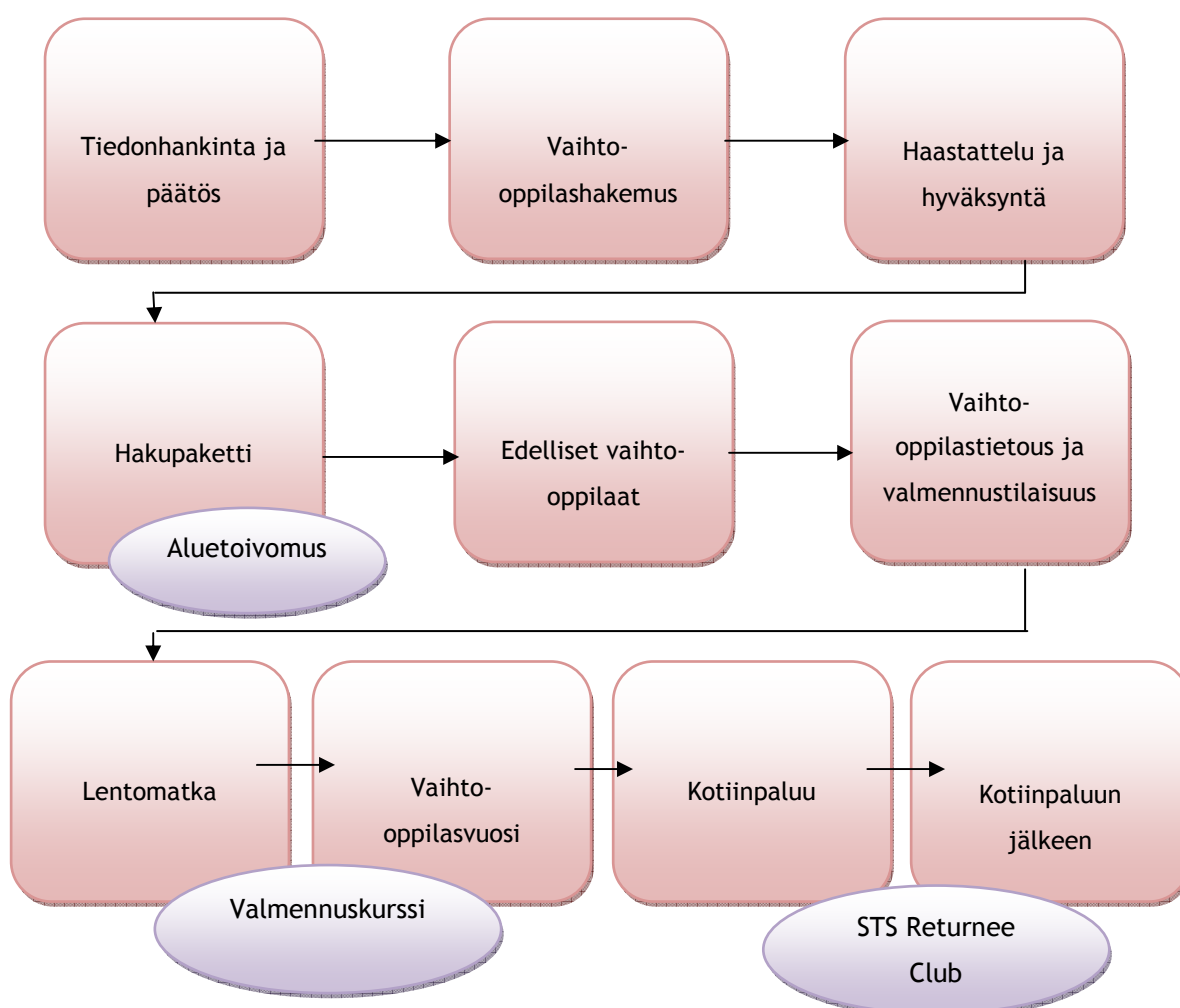 Tiedonhankinta ja
päätös
Vaihto-
oppilashakemus
Haastattelu ja
hyväksyntä
Hakupaketti
Aluetoivomus
Edelliset vaihto-
oppilaat
Vaihto-
oppilastietous ja
valmennustilaisuus
Lentomatka
Vaihto-
oppilasvuosi
Valmennuskurssi
Kotiinpaluu
Kotiinpaluun
jälkeen
STS Returnee
Club